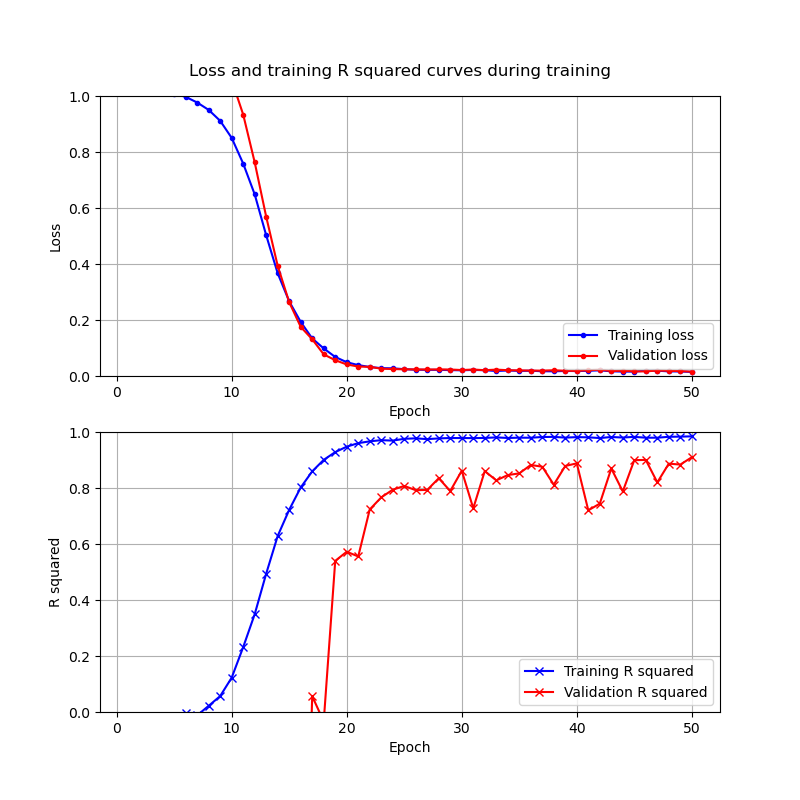 Loss and training R squared curves during training
1.0
0.8
0.6
0.4
0.2
0.0
Loss
0 10 20 30 40 50
Epoch
Training loss
Validation loss
1.0
0.8
0.6
0.4
0.2
0.0
R squared
0 10 20 30 40 50
Epoch
Training R squared
Validation R squared